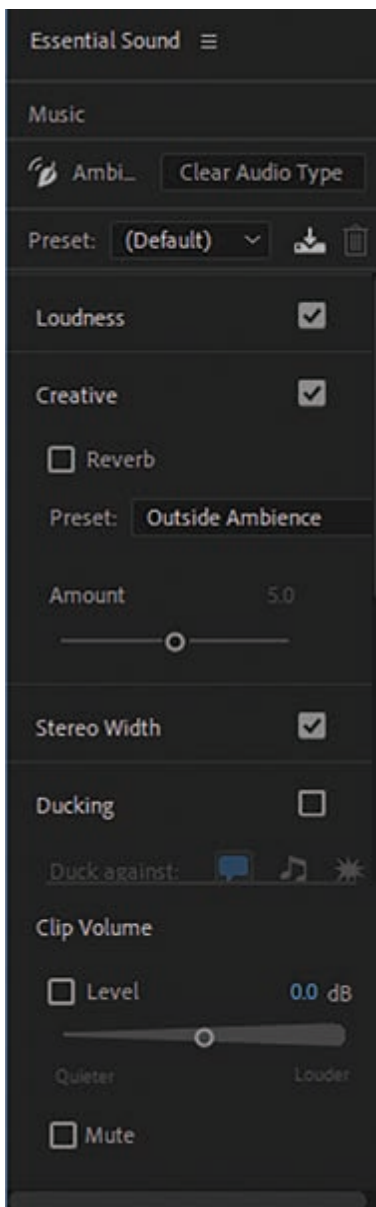 Essential Sound
Music
Ambi... Clear Audio Type
Preset: (Default)
Loudness
Creative
Reverb
Preset: Outside Ambience
Amount 5.0
Stereo Width
Ducking
Duck against:
Clip Volume
Level 0.0 dB
Quieter Louder
Mute